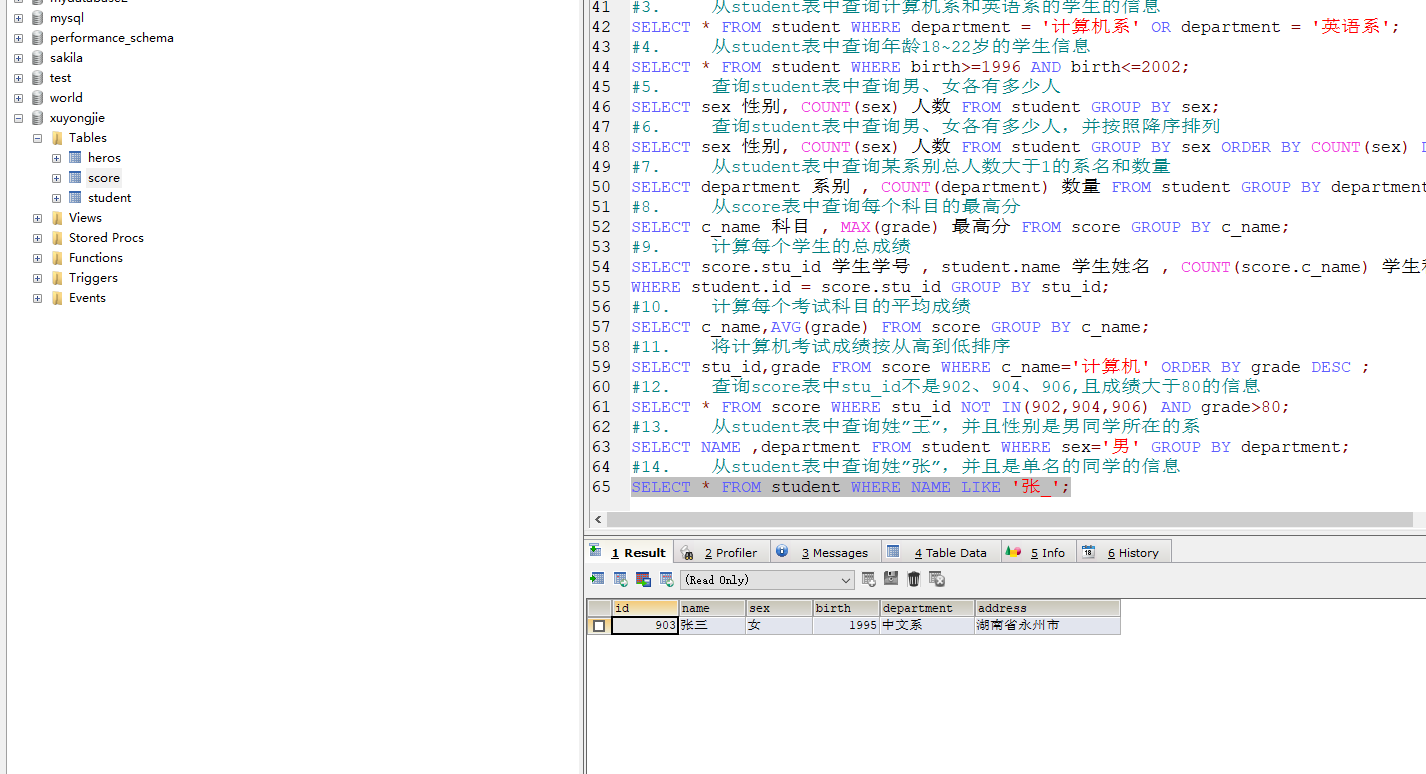 mysql
performance_schema
sakila
test
world
xuyongjie
Tables
heros
score
student
Views
Stored Procs
Functions
Triggers
Events
41 #3. 从student表中查询计算机系和英语系的学生的信息
42 SELECT * FROM student WHERE department = '计算机系' OR department = '英语系';
43 #4. 从student表中查询年龄18~22岁的学生信息
44 SELECT * FROM student WHERE birth>=1996 AND birth<=2002;
45 #5. 查询student表中查询男、女各有多少人
46 SELECT sex 性别, COUNT(sex) 人数 FROM student GROUP BY sex;
47 #6. 查询student表中查询男、女各有多少人，并按照降序排列
48 SELECT sex 性别, COUNT(sex) 人数 FROM student GROUP BY sex ORDER BY COUNT(sex)
49 #7. 从student表中查询某系别总人数大于1的系名和数量
50 SELECT department 系别 , COUNT(department) 数量 FROM student GROUP BY department
51 #8. 从score表中查询每个科目的最高分
52 SELECT c_name 科目 , MAX(grade) 最高分 FROM score GROUP BY c_name;
53 #9. 计算每个学生的总成绩
54 SELECT score.stu_id 学生学号 , student.name 学生姓名 , COUNT(score.c_name) 学生
55 WHERE student.id = score.stu_id GROUP BY stu_id;
56 #10. 计算每个考试科目的平均成绩
57 SELECT c_name,AVG(grade) FROM score GROUP BY c_name;
58 #11. 将计算机考试成绩按从高到低排序
59 SELECT stu_id,grade FROM score WHERE c_name='计算机' ORDER BY grade DESC ;
60 #12. 查询score表中stu_id不是902、904、906,且成绩大于80的信息
61 SELECT * FROM score WHERE stu_id NOT IN(902,904,906) AND grade>80;
62 #13. 从student表中查询姓”王”，并且性别是男同学所在的系
63 SELECT NAME ,department FROM student WHERE sex='男' GROUP BY department;
64 #14. 从student表中查询姓”张”，并且是单名的同学的信息
65 SELECT * FROM student WHERE NAME LIKE '张_';
1 Result 2 Profiler 3 Messages 4 Table Data 5 Info 6 History
(Read Only)
id name sex birth department address
903 张三 女 1995 中文系 湖南省永州市